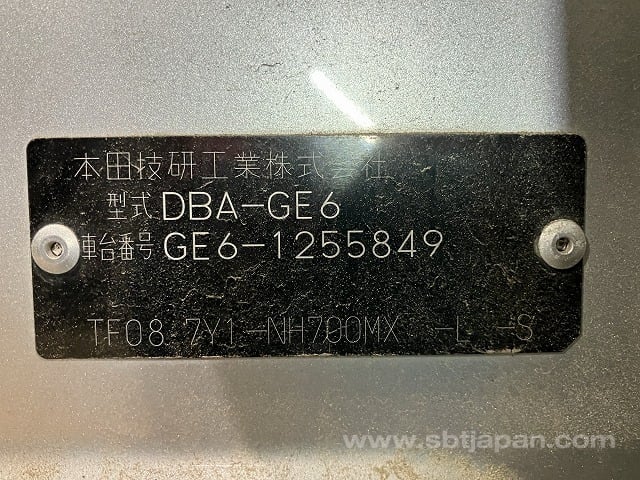 本田技研工業株式会社
型式 DBA-GE6
車台番号 GE6-1255849
TF08 7Y1-NH700MX -L -S
www.sbtjapan.com